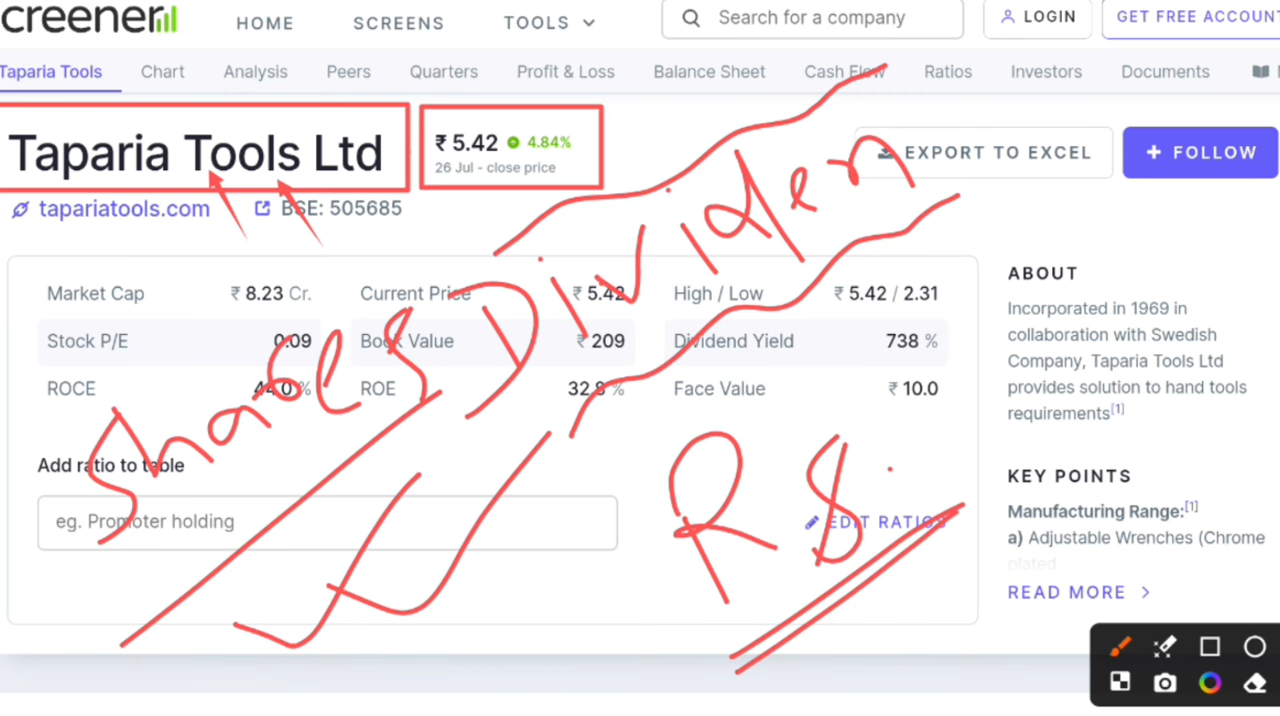 creener
HOME SCREENS TOOLS
Search for a company
LOGIN
GET FREE ACCOUNT
Taparia Tools Chart Analysis Peers Quarters Profit & Loss Balance Sheet Cash Flow Ratios Investors Documents
Taparia Tools Ltd
₹ 5.42 4.84%
26 Jul - close price
EXPORT TO EXCEL
+ FOLLOW
tapariatools.com BSE: 505685
Market Cap ₹ 8.23 Cr. Current Price ₹ 5.42 High / Low ₹ 5.42 / 2.31
Stock P/E 0.09 Book Value ₹ 209 Dividend Yield 738 %
ROCE 44.0 % ROE 32.8 % Face Value ₹ 10.0
Add ratio to table
eg. Promoter holding
EDIT RATIOS
Shares Dividen
RS.
ABOUT
Incorporated in 1969 in
collaboration with Swedish
Company, Taparia Tools Ltd
provides solution to hand tools
requirements[1]
KEY POINTS
Manufacturing Range:[1]
a) Adjustable Wrenches (Chrome
plated
READ MORE